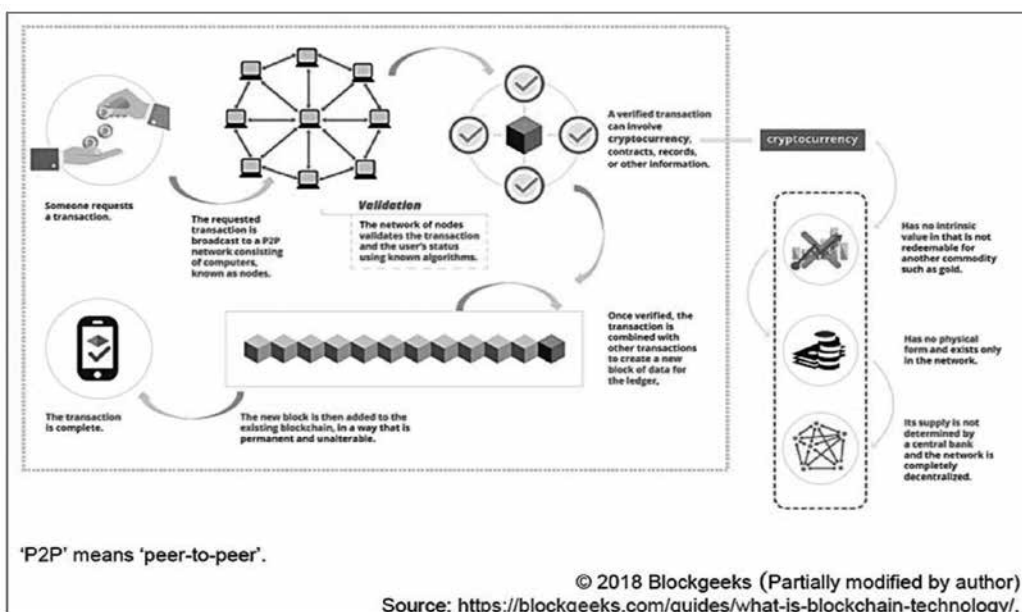 Someone requests
a transaction.
The requested
transaction is
broadcast to a P2P
network consisting
of computers,
known as nodes.
Validation
The network of nodes
validates the transaction
and the user's status
using known algorithms.
A verified transaction
can involve
cryptocurrency,
contracts, records,
or other information.
cryptocurrency
Has no intrinsic
value in that is not
redeemable for
another commodity
such as gold.
Has no physical
form and exists only
in the network.
Its supply is not
determined by
a central bank
and the network is
completely
decentralized.
Once verified, the
transaction is
combined with
other transactions
to create a new
block of data for
the ledger.
The new block is then added to the
existing blockchain, in a way that is
permanent and unalterable.
The transaction
is complete.
'P2P' means 'peer-to-peer'.
© 2018 Blockgeeks (Partially modified by author)
Source: https://blockgeeks.com/guides/what-is-blockchain-technology/.